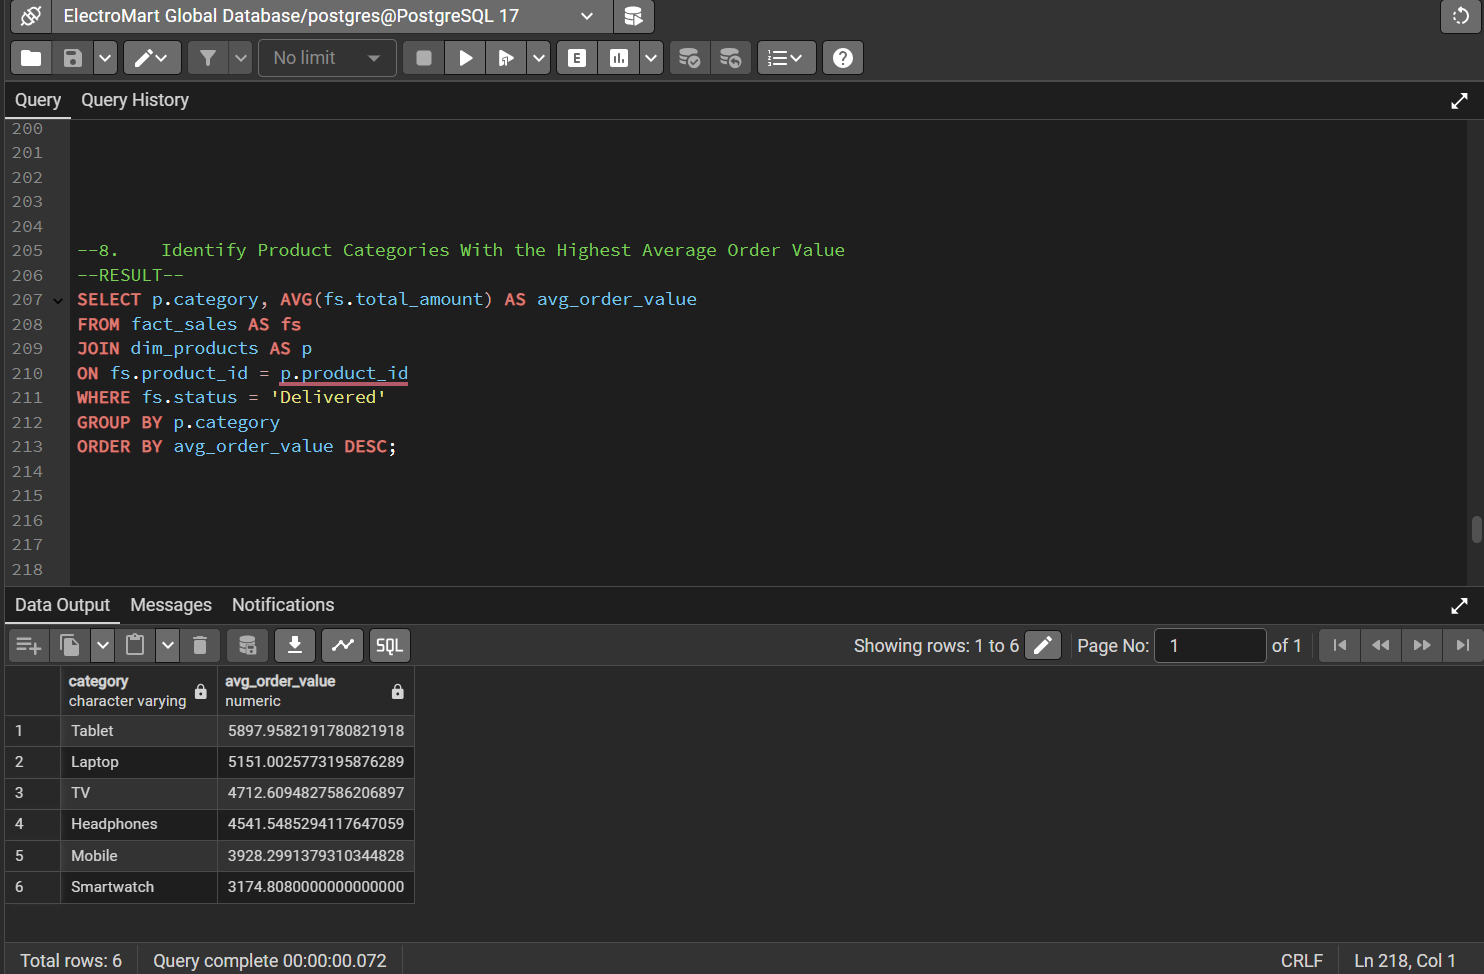 ElectroMart Global Database/postgres@PostgreSQL 17
No limit
E
Query Query History
200
201
202
203
204
205 --8.    Identify Product Categories With the Highest Average Order Value
206 --RESULT--
207 SELECT p.category, AVG(fs.total_amount) AS avg_order_value
208 FROM fact_sales AS fs
209 JOIN dim_products AS p
210 ON fs.product_id = p.product_id
211 WHERE fs.status = 'Delivered'
212 GROUP BY p.category
213 ORDER BY avg_order_value DESC;
214
215
216
217
218
Data Output Messages Notifications
SQL Showing rows: 1 to 6 Page No: 1 of 1
category avg_order_value
character varying numeric
1 Tablet 5897.9582191780821918
2 Laptop 5151.0025773195876289
3 TV 4712.6094827586206897
4 Headphones 4541.5485294117647059
5 Mobile 3928.2991379310344828
6 Smartwatch 3174.8080000000000000
Total rows: 6 Query complete 00:00:00.072 CRLF Ln 218, Col 1